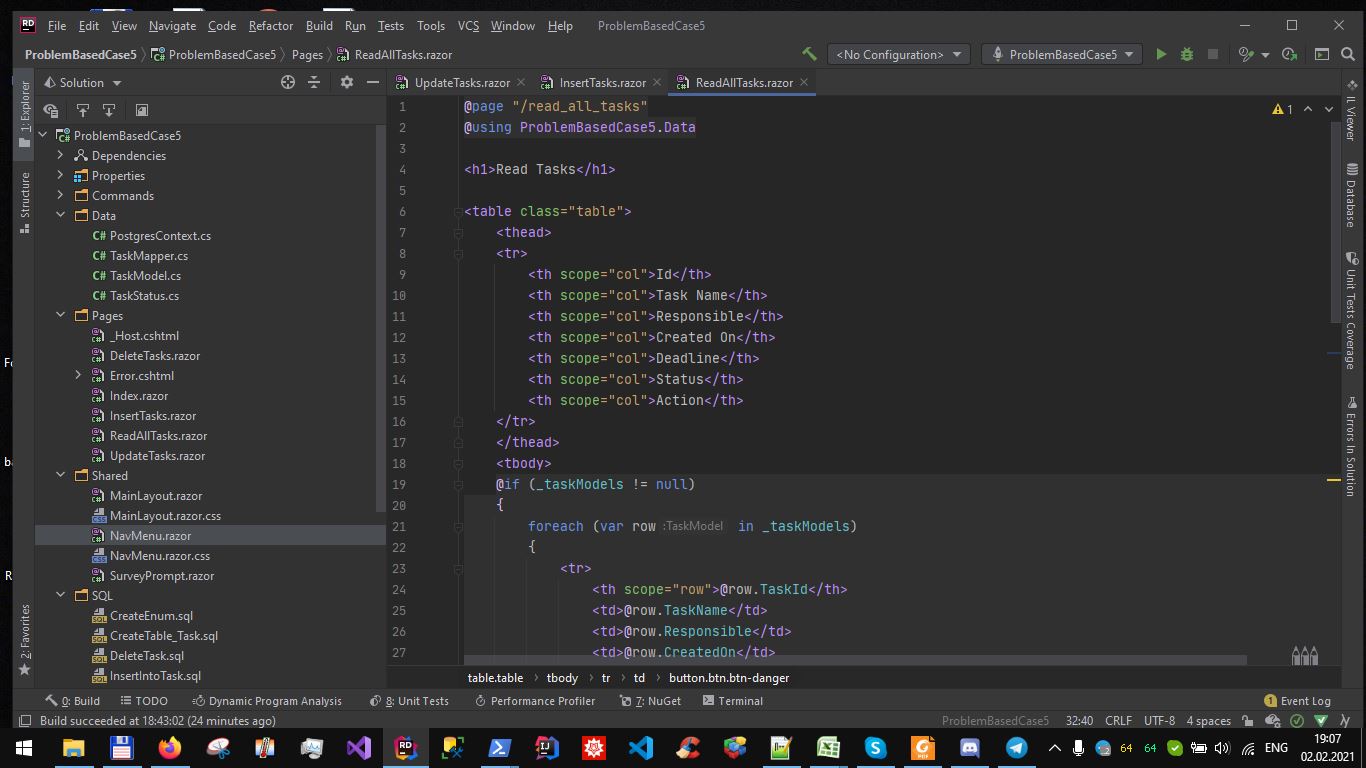 File Edit View Navigate Code Refactor Build Run Tests Tools VCS Window Help ProblemBasedCase5
ProblemBasedCase5 ProblemBasedCase5 Pages ReadAllTasks.razor <No Configuration> ProblemBasedCase5
Solution
UpdateTasks.razor InsertTasks.razor ReadAllTasks.razor
1: Explorer
Structure
2: Favorites
ProblemBasedCase5
Dependencies
Properties
Commands
Data
C# PostgresContext.cs
C# TaskMapper.cs
C# TaskModel.cs
C# TaskStatus.cs
Pages
_Host.cshtml
DeleteTasks.razor
Error.cshtml
Index.razor
InsertTasks.razor
ReadAllTasks.razor
UpdateTasks.razor
Shared
MainLayout.razor
MainLayout.razor.css
NavMenu.razor
NavMenu.razor.css
SurveyPrompt.razor
SQL
CreateEnum.sql
CreateTable_Task.sql
DeleteTask.sql
InsertIntoTask.sql
1 @page "/read_all_tasks"
2 @using ProblemBasedCase5.Data
3
4 <h1>Read Tasks</h1>
5
6 <table class="table">
7 <thead>
8 <tr>
9 <th scope="col">Id</th>
10 <th scope="col">Task Name</th>
11 <th scope="col">Responsible</th>
12 <th scope="col">Created On</th>
13 <th scope="col">Deadline</th>
14 <th scope="col">Status</th>
15 <th scope="col">Action</th>
16 </tr>
17 </thead>
18 <tbody>
19 @if (_taskModels != null)
20 {
21 foreach (var row :TaskModel in _taskModels)
22 {
23 <tr>
24 <th scope="row">@row.TaskId</th>
25 <td>@row.TaskName</td>
26 <td>@row.Responsible</td>
27 <td>@row.CreatedOn</td>
1
IL Viewer
Database
Unit Tests Coverage
Errors In Solution
table.table tbody tr td button.btn.btn-danger
0: Build TODO Dynamic Program Analysis 8: Unit Tests Performance Profiler 7: NuGet Terminal 1 Event Log
Build succeeded at 18:43:02 (24 minutes ago) ProblemBasedCase5 32:40 CRLF UTF-8 4 spaces
64 64 ENG 19:07
02.02.2021